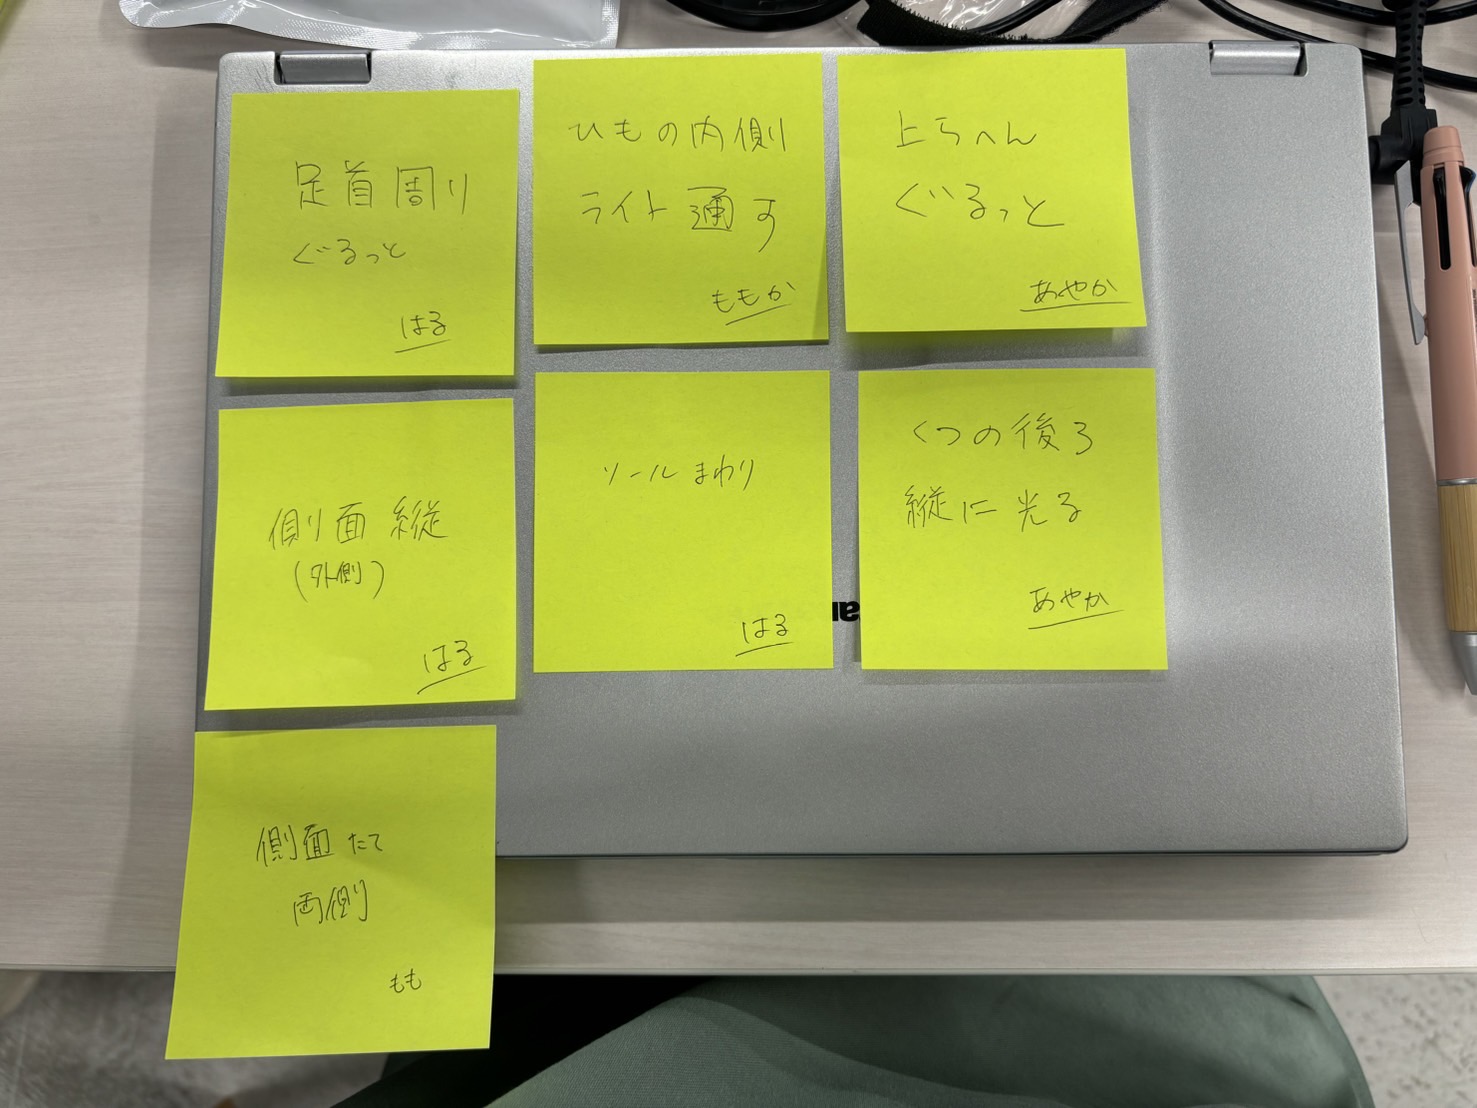 足首周り
ぐるっと
はる
ひもの内側
ライト通す
ももか
上らへん
ぐるっと
あやか
側面縦
(外側)
はる
ソールまわり
はる
くつの後ろ
縦に光る
あやか
側面たて
両側
もも